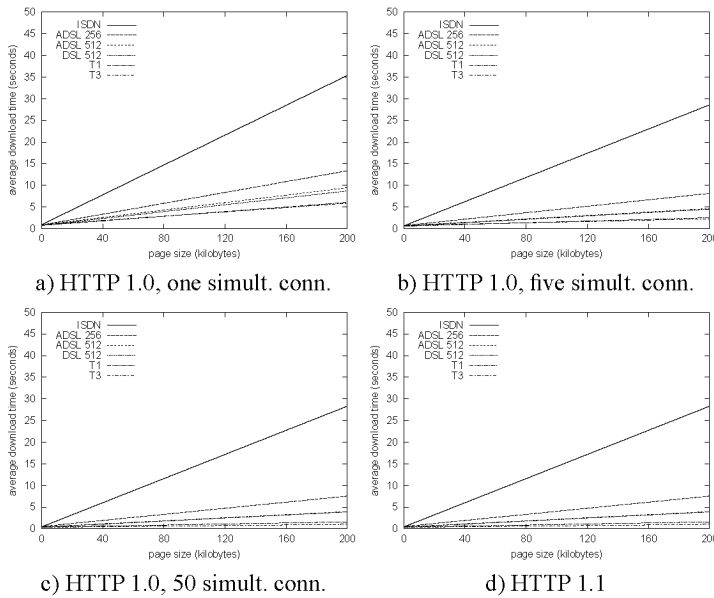 50
45
40
35
30
25
20
15
10
5
0
average download time (seconds)
ISDN
ADSL 256
ADSL 512
DSL 512
T1
T3
0 40 80 120 160 200
page size (kilobytes)
a) HTTP 1.0, one simult. conn.
50
45
40
35
30
25
20
15
10
5
0
average download time (seconds)
ISDN
ADSL 256
ADSL 512
DSL 512
T1
T3
0 40 80 120 160 200
page size (kilobytes)
b) HTTP 1.0, five simult. conn.
50
45
40
35
30
25
20
15
10
5
0
average download time (seconds)
ISDN
ADSL 256
ADSL 512
DSL 512
T1
T3
0 40 80 120 160 200
page size (kilobytes)
c) HTTP 1.0, 50 simult. conn.
50
45
40
35
30
25
20
15
10
5
0
average download time (seconds)
ISDN
ADSL 256
ADSL 512
DSL 512
T1
T3
0 40 80 120 160 200
page size (kilobytes)
d) HTTP 1.1